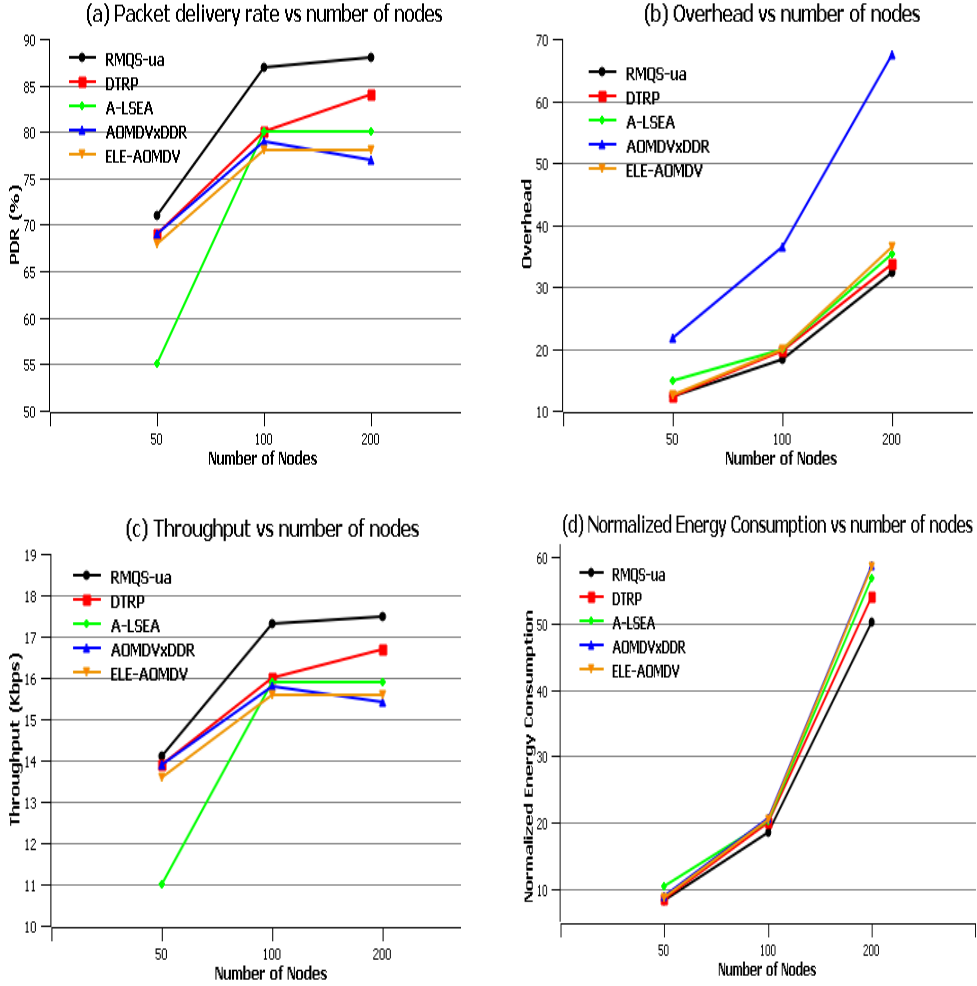 (a) Packet delivery rate vs number of nodes
90
85
80
75
70
65
60
55
50
PDR (%)
RMQS-ua
DTRP
A-LSEA
AOMDVxDDR
ELE-AOMDV
50 100 200
Number of Nodes
(b) Overhead vs number of nodes
70
60
50
40
30
20
10
Overhead
RMQS-ua
DTRP
A-LSEA
AOMDVxDDR
ELE-AOMDV
50 100 200
Number of Nodes
(c) Throughput vs number of nodes
19
18
17
16
15
14
13
12
11
10
Throughput (Kbps)
RMQS-ua
DTRP
A-LSEA
AOMDVxDDR
ELE-AOMDV
50 100 200
Number of Nodes
(d) Normalized Energy Consumption vs number of nodes
60
50
40
30
20
10
Normalized Energy Consumption
RMQS-ua
DTRP
A-LSEA
AOMDVxDDR
ELE-AOMDV
50 100 200
Number of Nodes